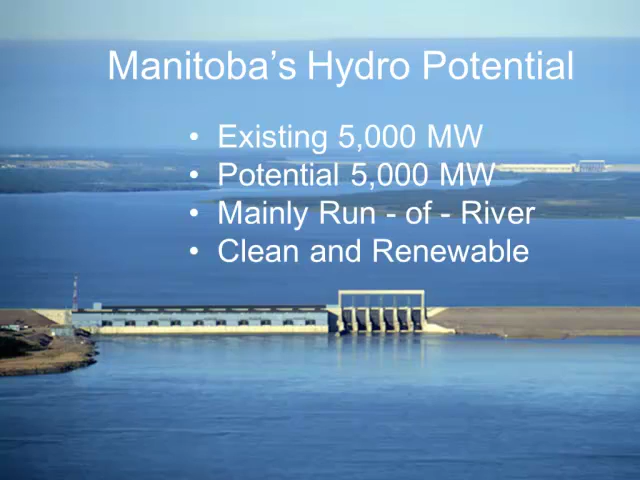 Manitoba's Hydro Potential
• Existing 5,000 MW
• Potential 5,000 MW
• Mainly Run - of - River
• Clean and Renewable